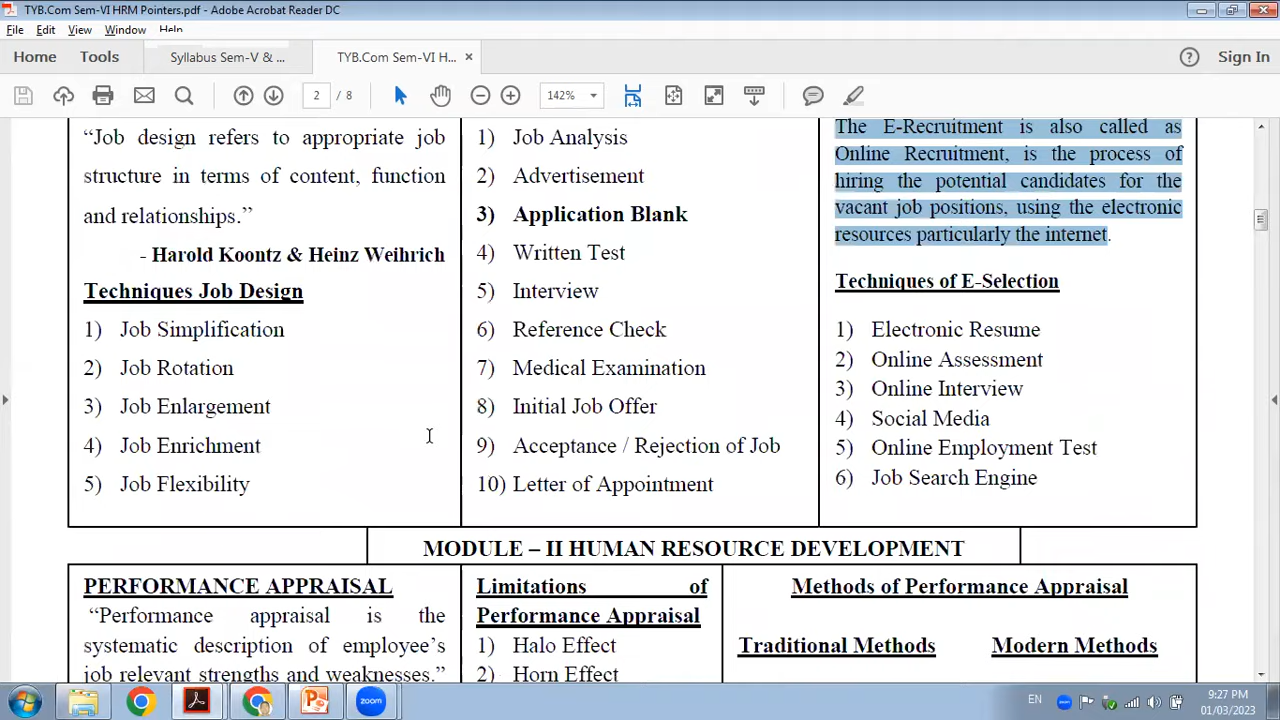 TYB.Com Sem-VI HRM Pointers.pdf - Adobe Acrobat Reader DC
File Edit View Window Help
Home Tools Syllabus Sem-V & ... TYB.Com Sem-VI H... × Sign In
2 / 8 142%
“Job design refers to appropriate job
structure in terms of content, function
and relationships.”
- Harold Koontz & Heinz Weihrich
Techniques Job Design
1) Job Simplification
2) Job Rotation
3) Job Enlargement
4) Job Enrichment
5) Job Flexibility
1) Job Analysis
2) Advertisement
3) Application Blank
4) Written Test
5) Interview
6) Reference Check
7) Medical Examination
8) Initial Job Offer
9) Acceptance / Rejection of Job
10) Letter of Appointment
The E-Recruitment is also called as
Online Recruitment, is the process of
hiring the potential candidates for the
vacant job positions, using the electronic
resources particularly the internet.
Techniques of E-Selection
1) Electronic Resume
2) Online Assessment
3) Online Interview
4) Social Media
5) Online Employment Test
6) Job Search Engine
MODULE – II HUMAN RESOURCE DEVELOPMENT
PERFORMANCE APPRAISAL
“Performance appraisal is the
systematic description of employee’s
job relevant strengths and weaknesses.”
Limitations of
Performance Appraisal
1) Halo Effect
2) Horn Effect
Methods of Performance Appraisal
Traditional Methods Modern Methods
zoom
EN
9:27 PM
01/03/2023